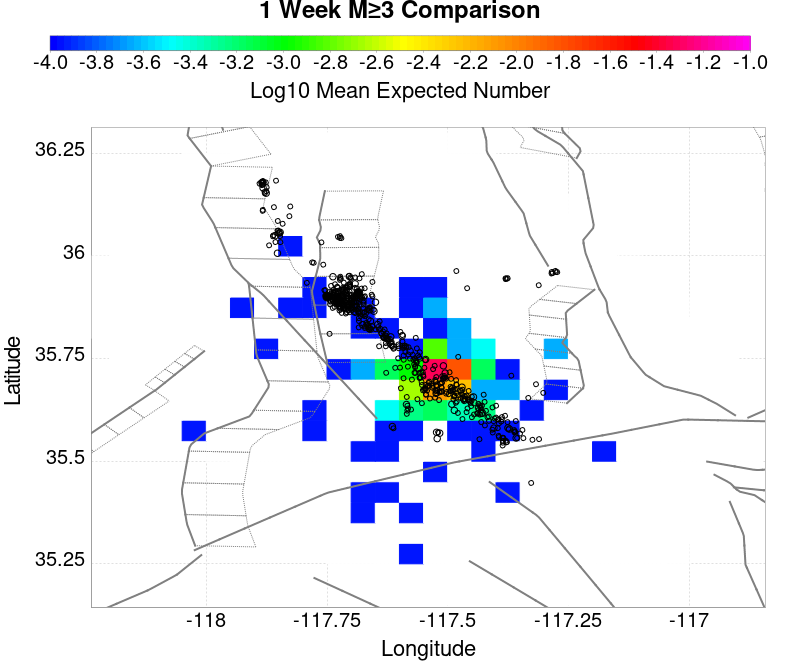 1 Week M≥3 Comparison
-4.0 -3.8 -3.6 -3.4 -3.2 -3.0 -2.8 -2.6 -2.4 -2.2 -2.0 -1.8 -1.6 -1.4 -1.2 -1.0
Log10 Mean Expected Number
36.25
36
35.75
35.5
35.25
Latitude
-118 -117.75 -117.5 -117.25 -117
Longitude